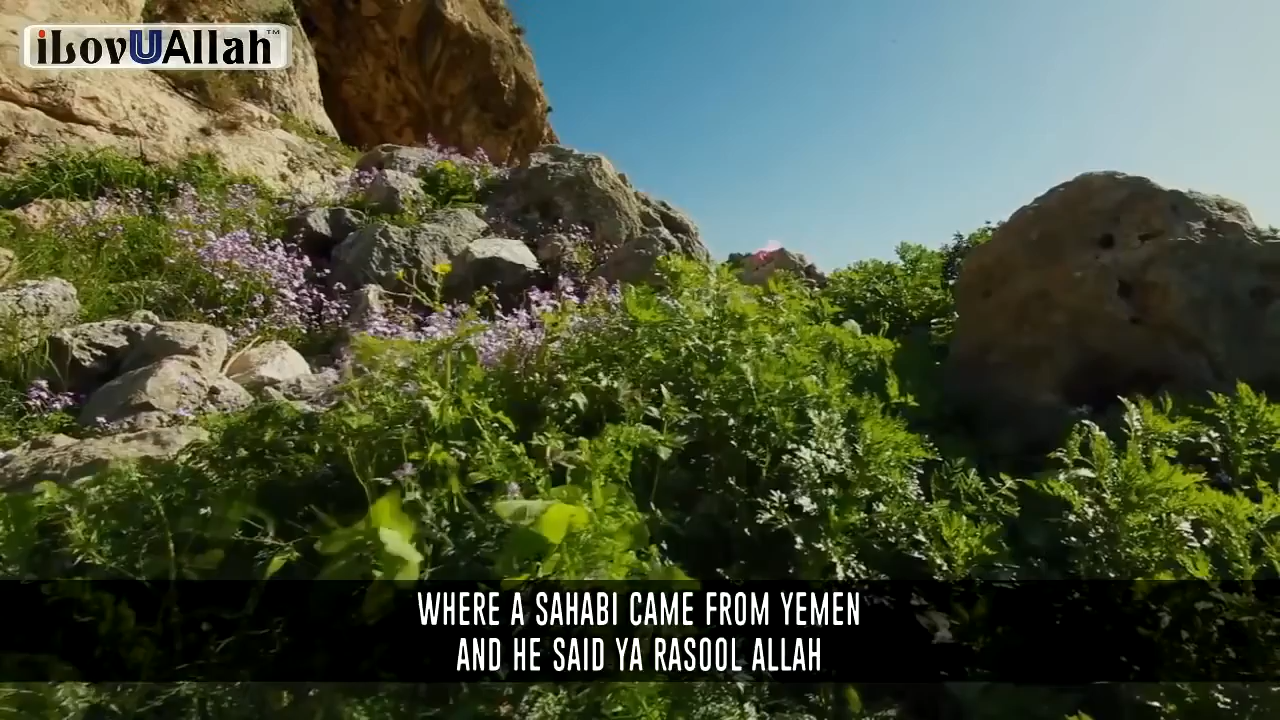 iLovUAllah™
WHERE A SAHABI CAME FROM YEMEN
AND HE SAID YA RASOOL ALLAH